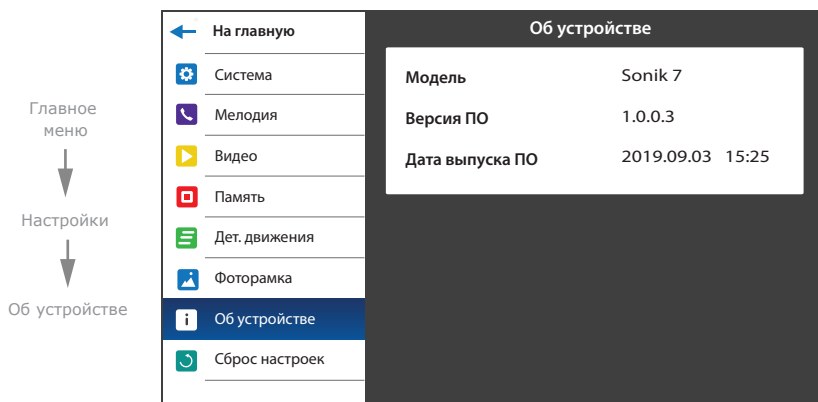 Главное
меню
Настройки
Об устройстве
На главную
Система
Мелодия
Видео
Память
Дет. движения
Фоторамка
Об устройстве
Сброс настроек
Об устройстве
Модель Sonik 7
Версия ПО 1.0.0.3
Дата выпуска ПО 2019.09.03 15:25